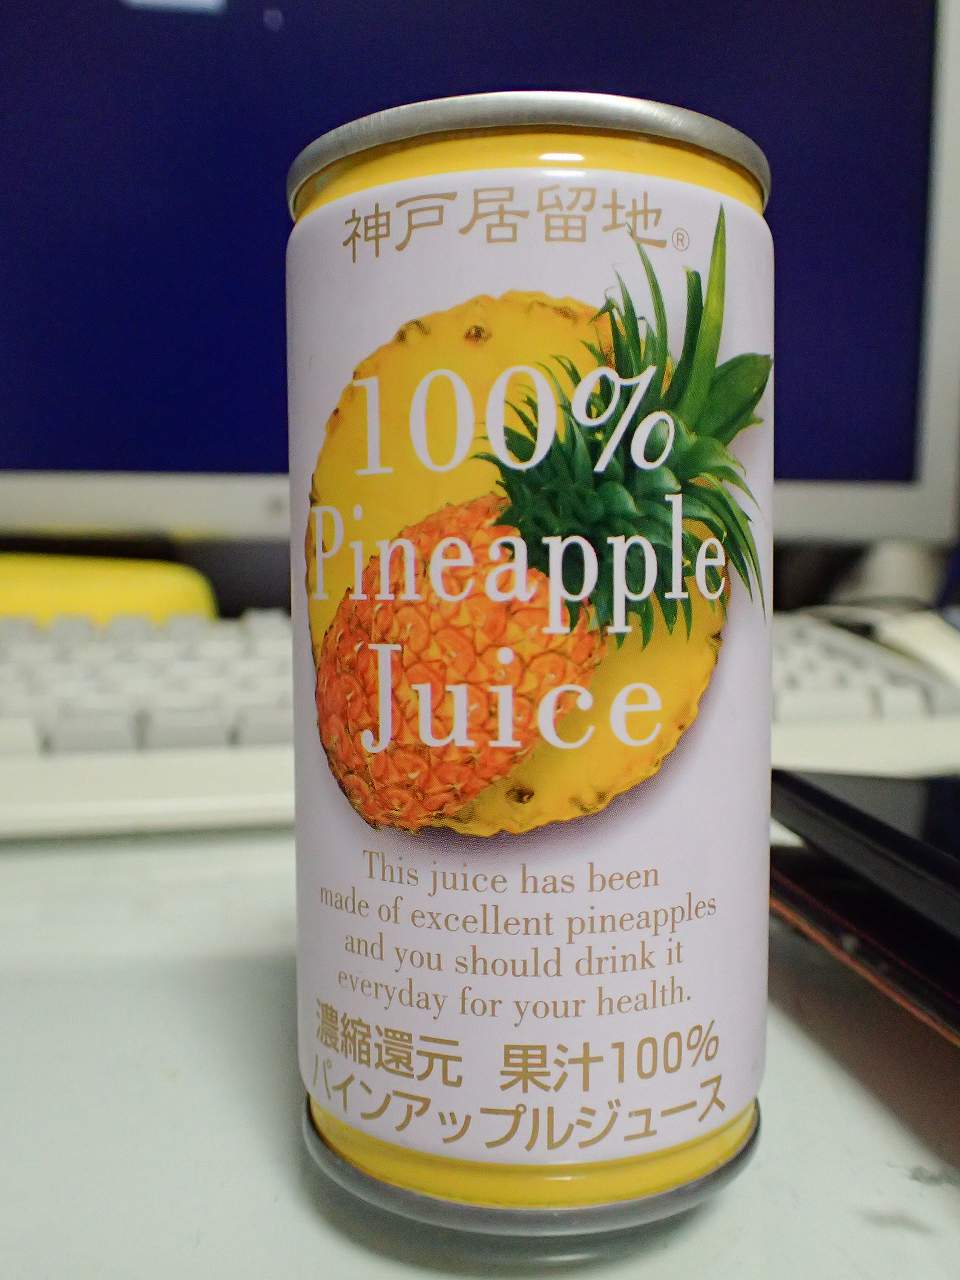 神戸居留地®
100%
Pineapple
Juice
This juice has been
made of excellent pineapples
and you should drink it
everyday for your health.
濃縮還元 果汁100%
パインアップルジュース